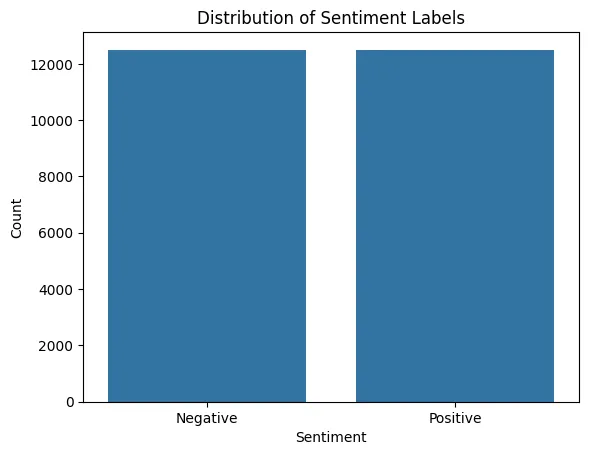 Distribution of Sentiment Labels
12000
10000
8000
6000
4000
2000
0
Count
Negative
Positive
Sentiment